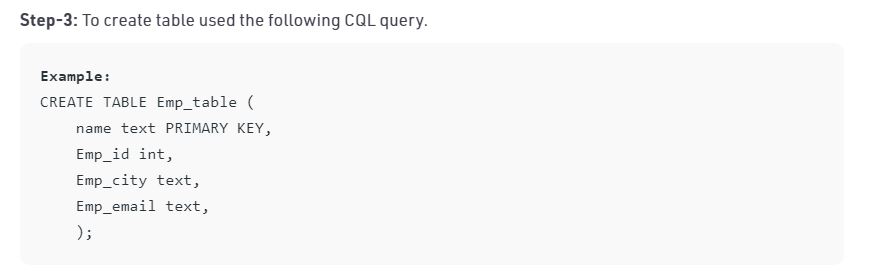 Step-3: To create table used the following CQL query.
Example:
CREATE TABLE Emp_table (
    name text PRIMARY KEY,
    Emp_id int,
    Emp_city text,
    Emp_email text,
    );